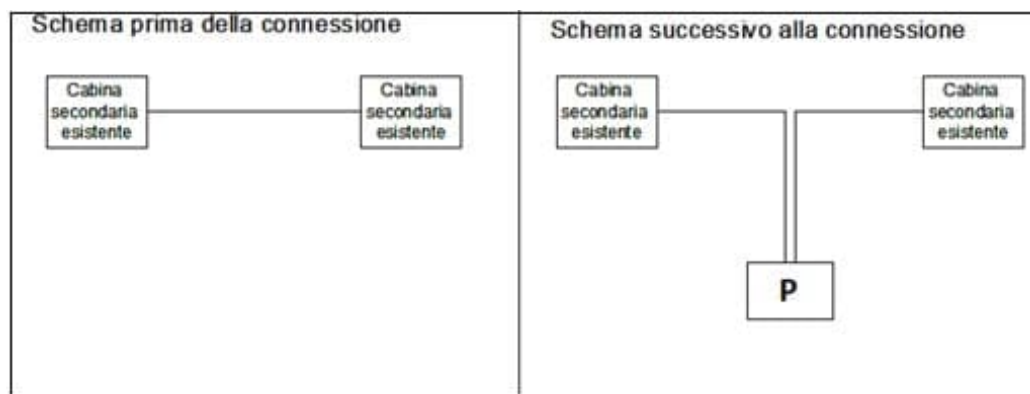 Schema prima della connessione
Cabina
secondaria
esistente
Cabina
secondaria
esistente
Schema successivo alla connessione
Cabina
secondaria
esistente
Cabina
secondaria
esistente
P